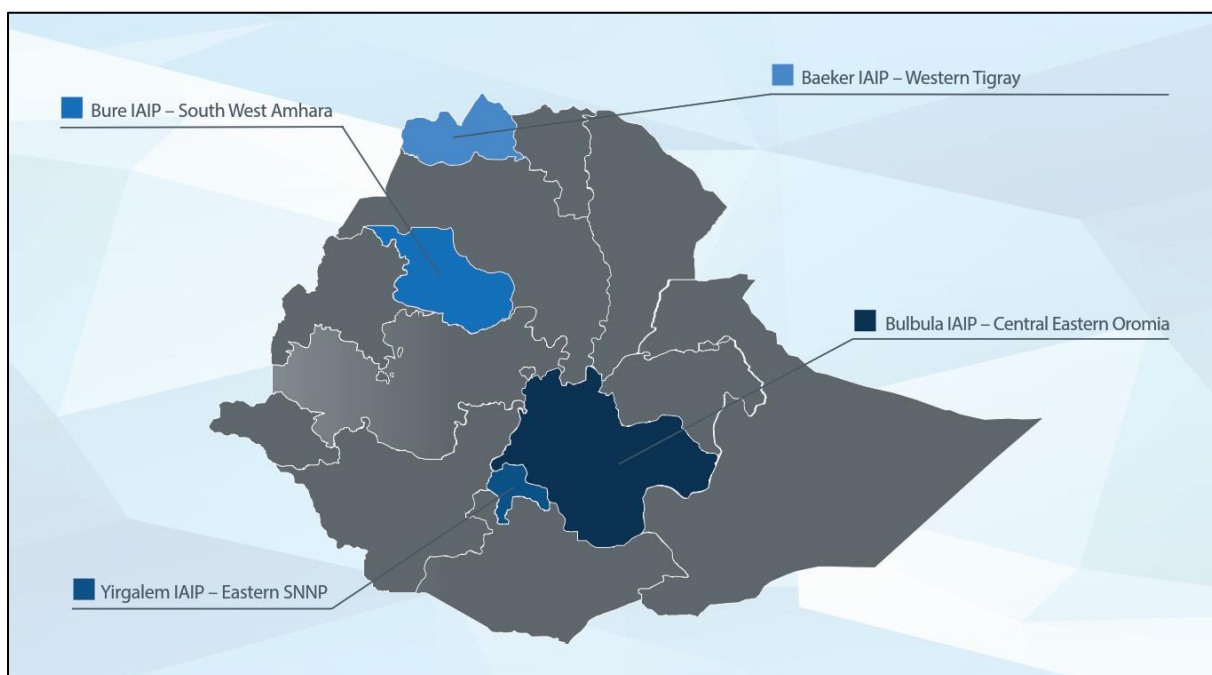 Baeker IAIP – Western Tigray
Bure IAIP – South West Amhara
Bulbula IAIP – Central Eastern Oromia
Yirgalem IAIP – Eastern SNNP